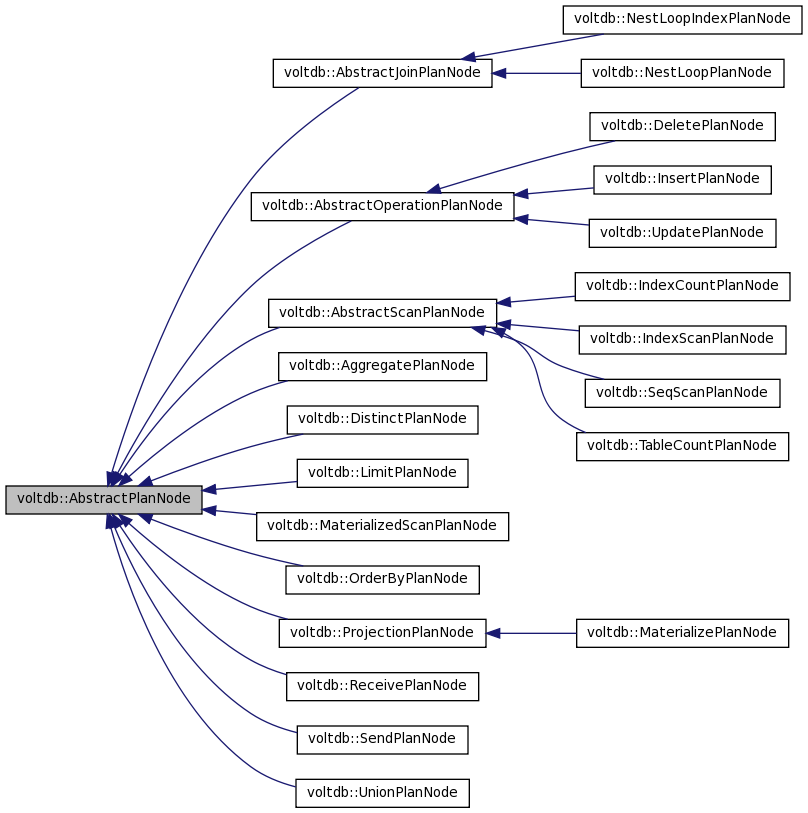 voltdb::NestLoopIndexPlanNode
voltdb::AbstractJoinPlanNode
voltdb::NestLoopPlanNode
voltdb::DeletePlanNode
voltdb::InsertPlanNode
voltdb::AbstractOperationPlanNode
voltdb::UpdatePlanNode
voltdb::IndexCountPlanNode
voltdb::AbstractScanPlanNode
voltdb::IndexScanPlanNode
voltdb::AggregatePlanNode
voltdb::SeqScanPlanNode
voltdb::DistinctPlanNode
voltdb::TableCountPlanNode
voltdb::LimitPlanNode
voltdb::AbstractPlanNode
voltdb::MaterializedScanPlanNode
voltdb::OrderByPlanNode
voltdb::ProjectionPlanNode
voltdb::MaterializePlanNode
voltdb::ReceivePlanNode
voltdb::SendPlanNode
voltdb::UnionPlanNode